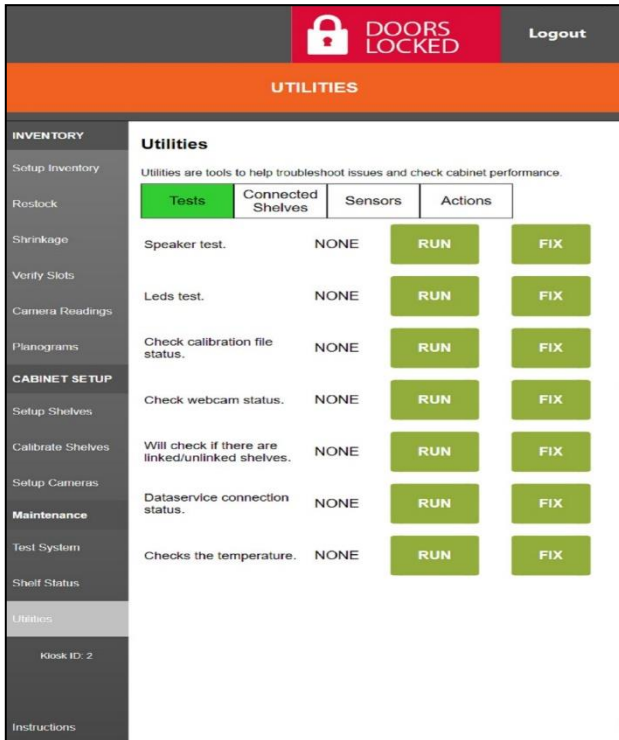 DOORS
LOCKED
Logout
UTILITIES
INVENTORY
Setup Inventory
Restock
Shrinkage
Verify Slots
Camera Readings
Planograms
CABINET SETUP
Setup Shelves
Calibrate Shelves
Setup Cameras
Maintenance
Test System
Shelf Status
Utilities
Kiosk ID: 2
Instructions
Utilities
Utilities are tools to help troubleshoot issues and check cabinet performance.
Tests
Connected
Shelves
Sensors
Actions
Speaker test. NONE RUN FIX
Leds test. NONE RUN FIX
Check calibration file
status. NONE RUN FIX
Check webcam status. NONE RUN FIX
Will check if there are
linked/unlinked shelves. NONE RUN FIX
Dataservice connection
status. NONE RUN FIX
Checks the temperature. NONE RUN FIX